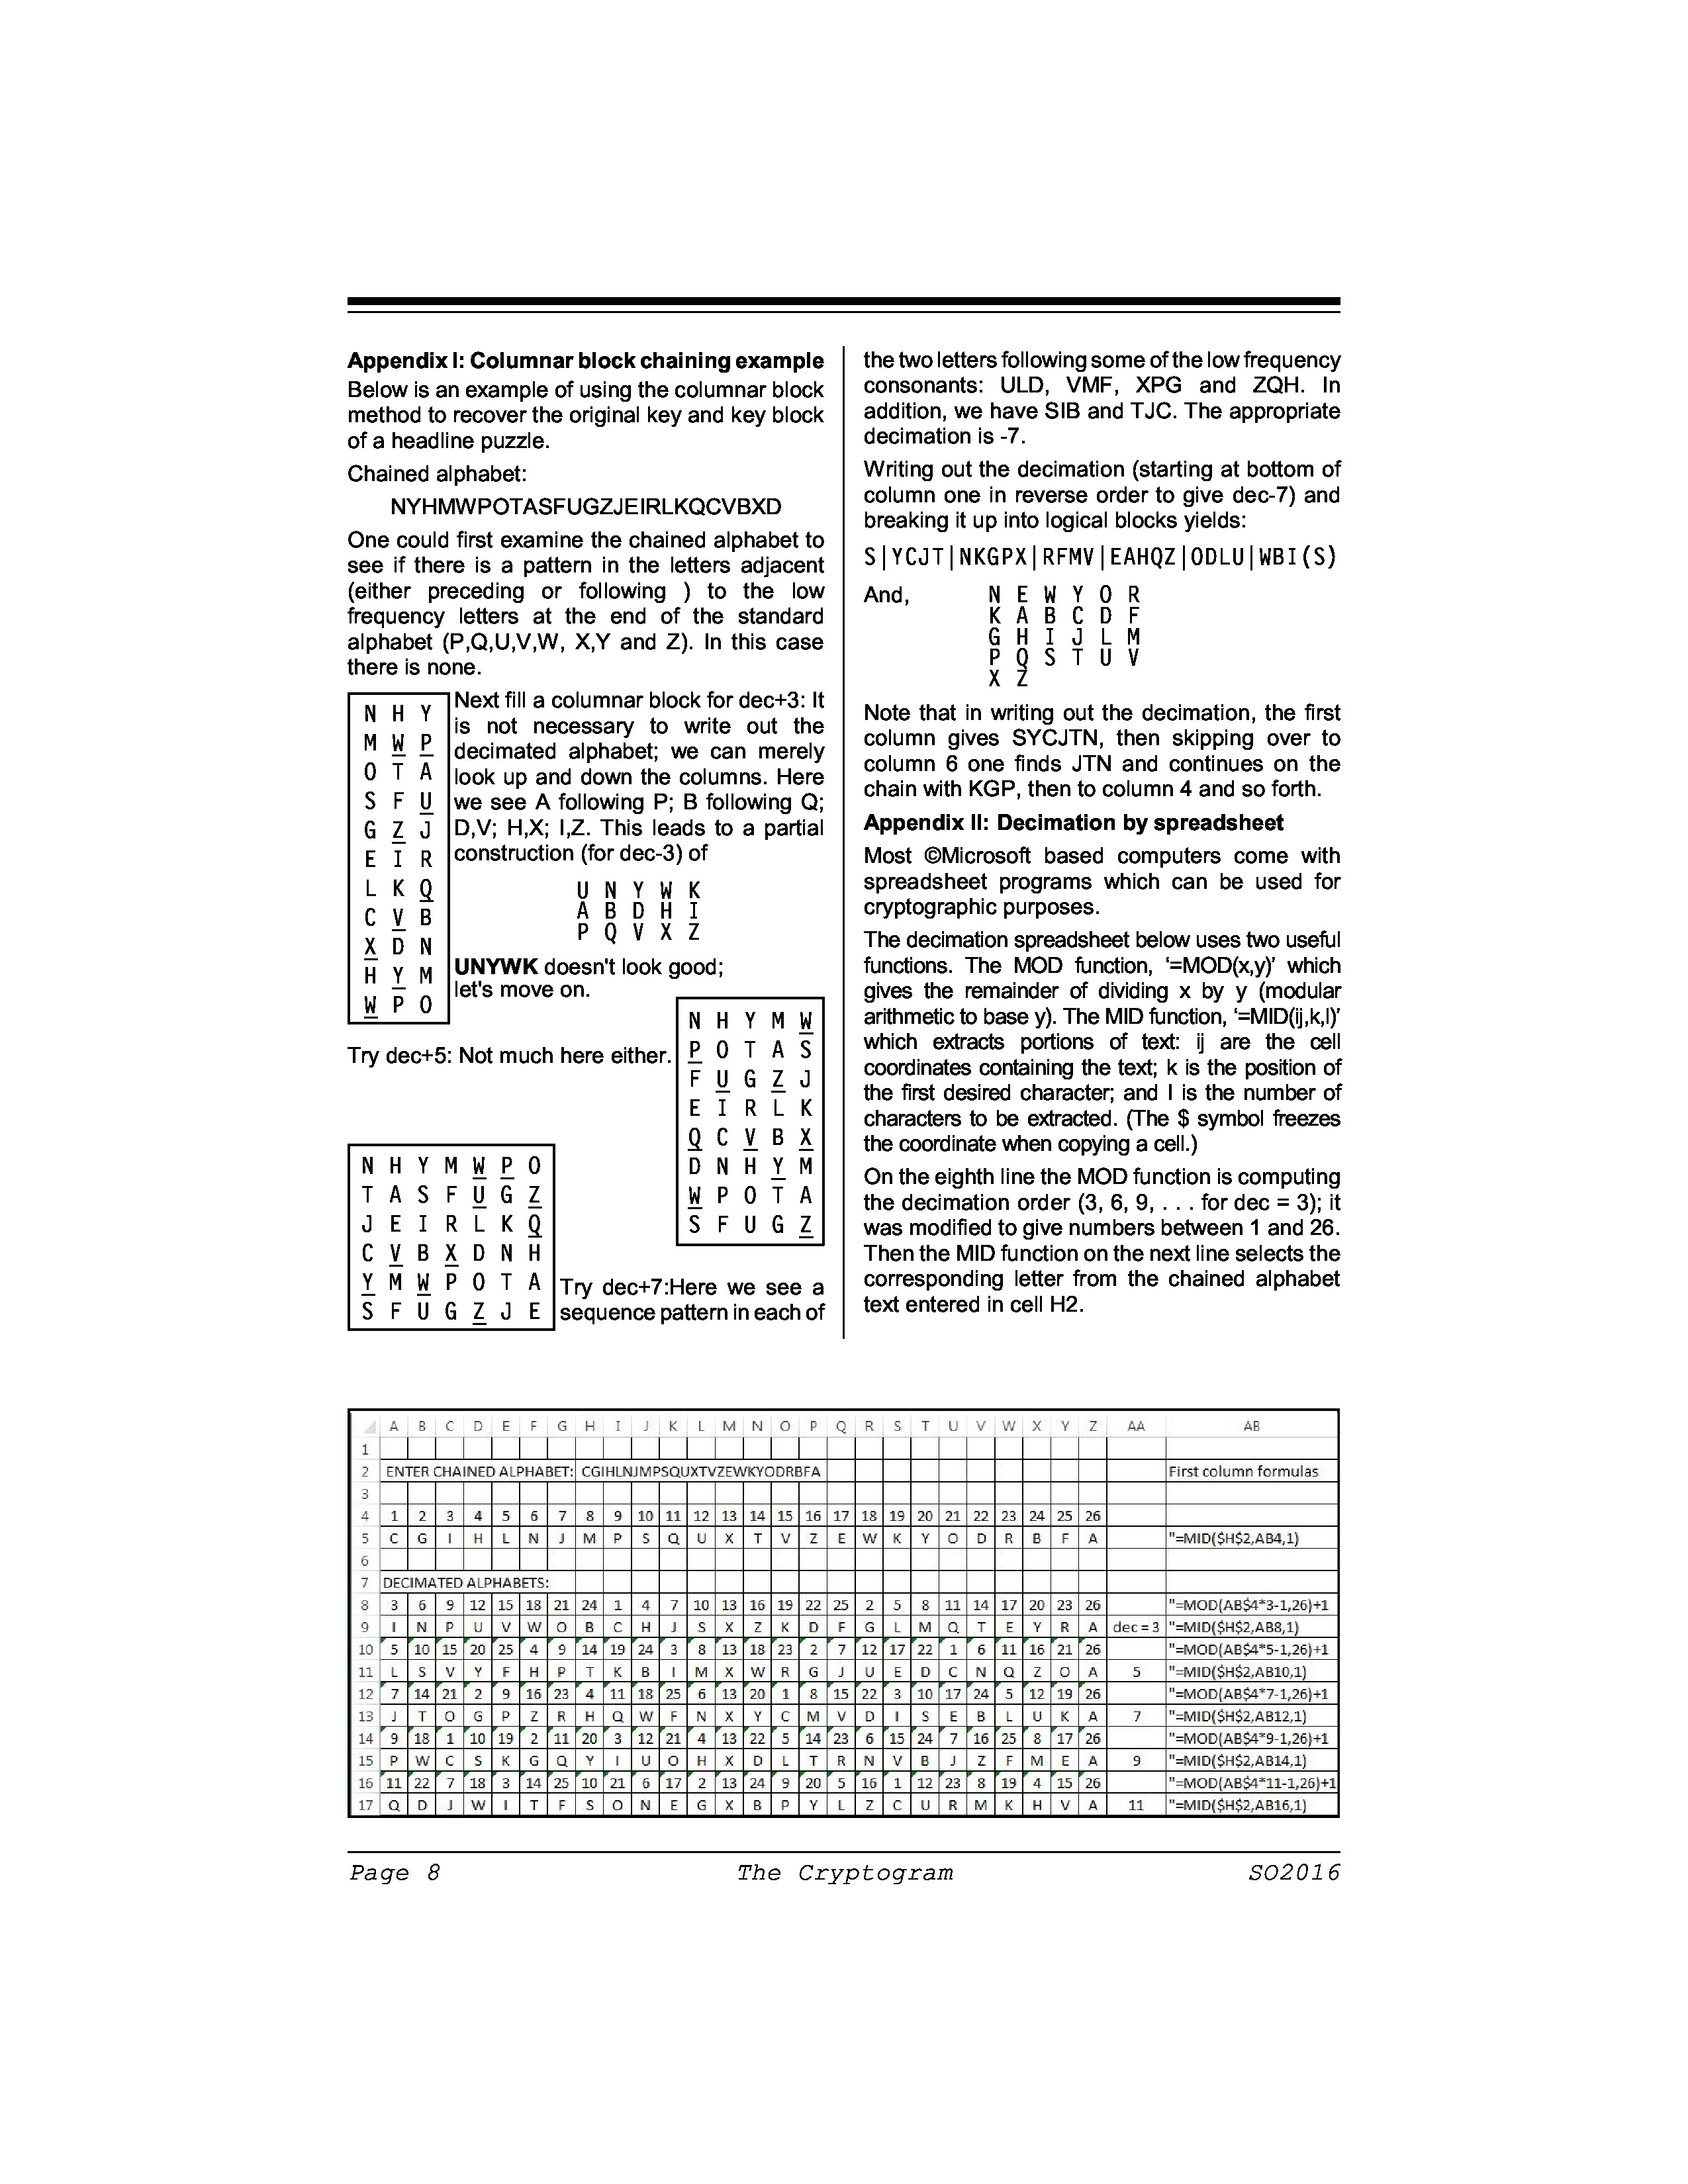 Appendix I: Columnar block chaining example
Below is an example of using the columnar block
method to recover the original key and key block
of a headline puzzle.
Chained alphabet:
NYHMWPOTASFUGZJEIRLKQCVBXD
One could first examine the chained alphabet to
see if there is a pattern in the letters adjacent
(either preceding or following ) to the low
frequency letters at the end of the standard
alphabet (P,Q,U,V,W, X,Y and Z). In this case
there is none.
N H Y
M W P
O T A
S F U
G Z J
E I R
L K Q
C V B
X D N
H Y M
W P O
Next fill a columnar block for dec+3: It
is not necessary to write out the
decimated alphabet; we can merely
look up and down the columns. Here
we see A following P; B following Q;
D,V; H,X; I,Z. This leads to a partial
construction (for dec-3) of
U N Y W K
A B D H I
P Q V X Z
UNYWK doesn't look good;
let's move on.
Try dec+5: Not much here either.
N H Y M W
P O T A S
F U G Z J
E I R L K
Q C V B X
D N H Y M
W P O T A
S F U G Z
N H Y M W P O
T A S F U G Z
J E I R L K Q
C V B X D N H
Y M W P O T A
S F U G Z J E
Try dec+7:Here we see a
sequence pattern in each of
the two letters following some of the low frequency
consonants: ULD, VMF, XPG and ZQH. In
addition, we have SIB and TJC. The appropriate
decimation is -7.
Writing out the decimation (starting at bottom of
column one in reverse order to give dec-7) and
breaking it up into logical blocks yields:
S|YCJT|NKGPX|RFMV|EAHQZ|ODLU|WBI(S)
And,
N E W Y O R
K A B C D F
G H I J L M
P Q S T U V
X Z
Note that in writing out the decimation, the first
column gives SYCJTN, then skipping over to
column 6 one finds JTN and continues on the
chain with KGP, then to column 4 and so forth.
Appendix II: Decimation by spreadsheet
Most ©Microsoft based computers come with
spreadsheet programs which can be used for
cryptographic purposes.
The decimation spreadsheet below uses two useful
functions. The MOD function, ‘=MOD(x,y)’ which
gives the remainder of dividing x by y (modular
arithmetic to base y). The MID function, ‘=MID(ij,k,l)’
which extracts portions of text: ij are the cell
coordinates containing the text; k is the position of
the first desired character; and l is the number of
characters to be extracted. (The $ symbol freezes
the coordinate when copying a cell.)
On the eighth line the MOD function is computing
the decimation order (3, 6, 9, . . . for dec = 3); it
was modified to give numbers between 1 and 26.
Then the MID function on the next line selects the
corresponding letter from the chained alphabet
text entered in cell H2.
A B C D E F G H I J K L M N O P Q R S T U V W X Y Z AA AB
1
2 ENTER CHAINED ALPHABET: CGIHLNJMPSQUXTVZEWKYODRBFA First column formulas
3
4 1 2 3 4 5 6 7 8 9 10 11 12 13 14 15 16 17 18 19 20 21 22 23 24 25 26
5 C G I H L N J M P S Q U X T V Z E W K Y O D R B F A "=MID($H$2,AB4,1)
6
7 DECIMATED ALPHABETS:
8 3 6 9 12 15 18 21 24 1 4 7 10 13 16 19 22 25 2 5 8 11 14 17 20 23 26 "=MOD(AB$4*3-1,26)+1
9 I N P U V W O B C H J S X Z K D F G L M Q T E Y R A dec = 3 "=MID($H$2,AB8,1)
10 5 10 15 20 25 4 9 14 19 24 3 8 13 18 23 2 7 12 17 22 1 6 11 16 21 26 "=MOD(AB$4*5-1,26)+1
11 L S V Y F H P T K B I M X W R G J U E D C N Q Z O A 5 "=MID($H$2,AB10,1)
12 7 14 21 2 9 16 23 4 11 18 25 6 13 20 1 8 15 22 3 10 17 24 5 12 19 26 "=MOD(AB$4*7-1,26)+1
13 J T O G P Z R H Q W F N X Y C M V D I S E B L U K A 7 "=MID($H$2,AB12,1)
14 9 18 1 10 19 2 11 20 3 12 21 4 13 22 5 14 23 6 15 24 7 16 25 8 17 26 "=MOD(AB$4*9-1,26)+1
15 P W C S K G Q Y I U O H X D L T R N V B J Z F M E A 9 "=MID($H$2,AB14,1)
16 11 22 7 18 3 14 25 10 21 6 17 2 13 24 9 20 5 16 1 12 23 8 19 4 15 26 "=MOD(AB$4*11-1,26)+1
17 Q D J W I T F S O N E G X B P Y L Z C U R M K H V A 11 "=MID($H$2,AB16,1)
Page 8 The Cryptogram SO2016